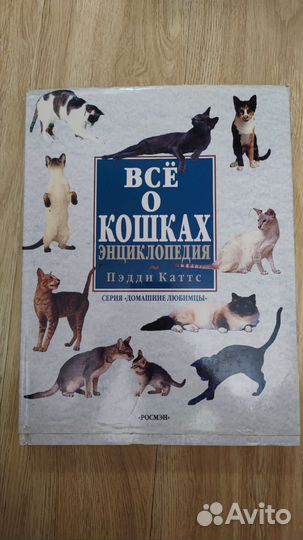 ВСЁ
О
КОШКАХ
ЭНЦИКЛОПЕДИЯ
Пэдди Каттс
СЕРИЯ «ДОМАШНИЕ ЛЮБИМЦЫ»
«РОСМЭН»
Avito